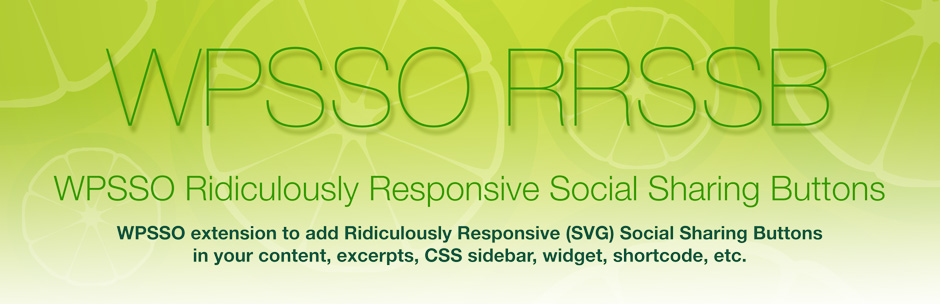 WPSSO RRSSB
WPSSO Ridiculously Responsive Social Sharing Buttons
WPSSO extension to add Ridiculously Responsive (SVG) Social Sharing Buttons
in your content, excerpts, CSS sidebar, widget, shortcode, etc.